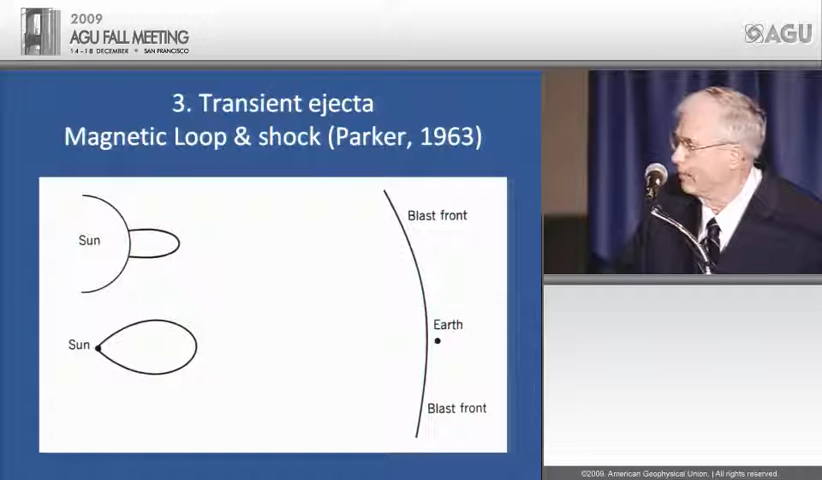 2009
AGU FALL MEETING
14-18 DECEMBER • SAN FRANCISCO
AGU
3. Transient ejecta
Magnetic Loop & shock (Parker, 1963)
Sun
Blast front
Sun
Earth
Blast front
©2009. American Geophysical Union. | All rights reserved.